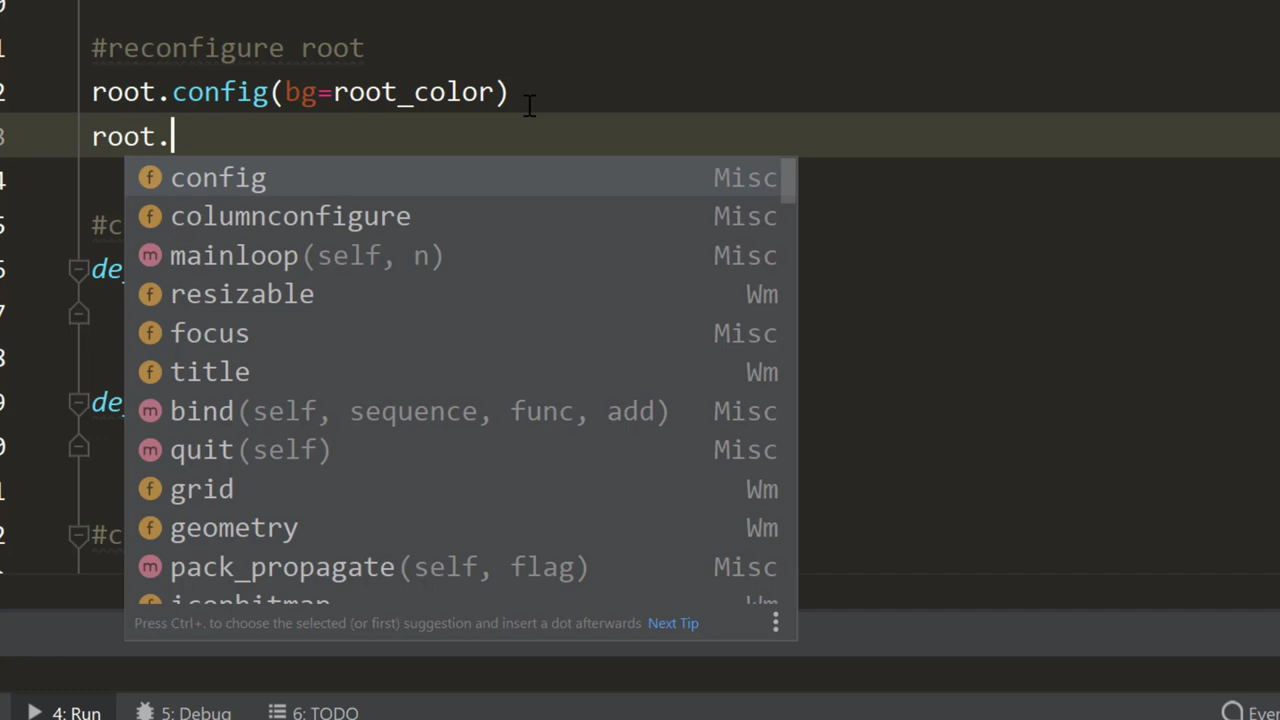 #reconfigure root
root.config(bg=root_color)
root.
config Misc
columnconfigure Misc
mainloop(self, n) Misc
resizable Wm
focus Misc
title Wm
bind(self, sequence, func, add) Misc
quit(self) Misc
grid Wm
geometry Wm
pack_propagate(self, flag) Misc
iconbitmap Wm
Press Ctrl+. to choose the selected (or first) suggestion and insert a dot afterwards Next Tip
#c
de
de
#c
4: Run 5: Debug 6: TODO